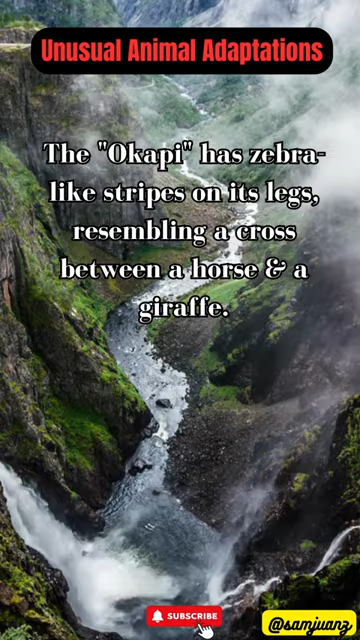 Unusual Animal Adaptations
The "Okapi" has zebra-
like stripes on its legs,
resembling a cross
between a horse & a
giraffe.
SUBSCRIBE
@samjuanz